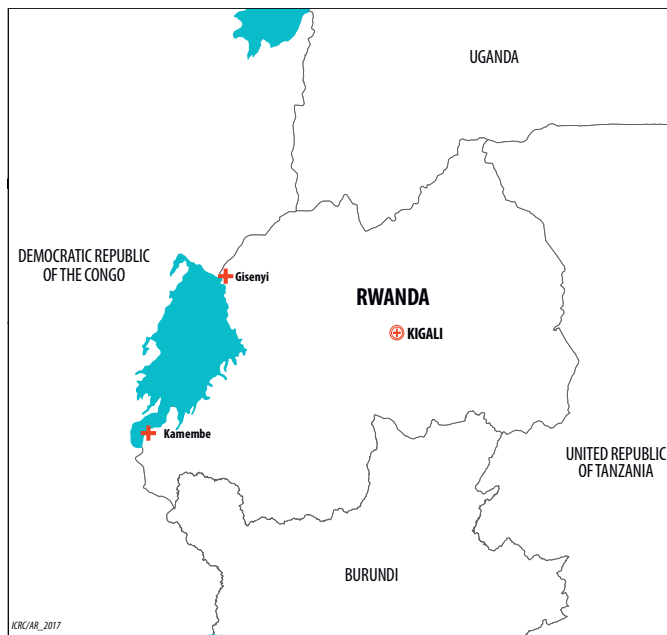 UGANDA
DEMOCRATIC REPUBLIC
OF THE CONGO
Gisenyi
RWANDA
KIGALI
Kamembe
UNITED REPUBLIC
OF TANZANIA
BURUNDI
ICRC/AR_2017